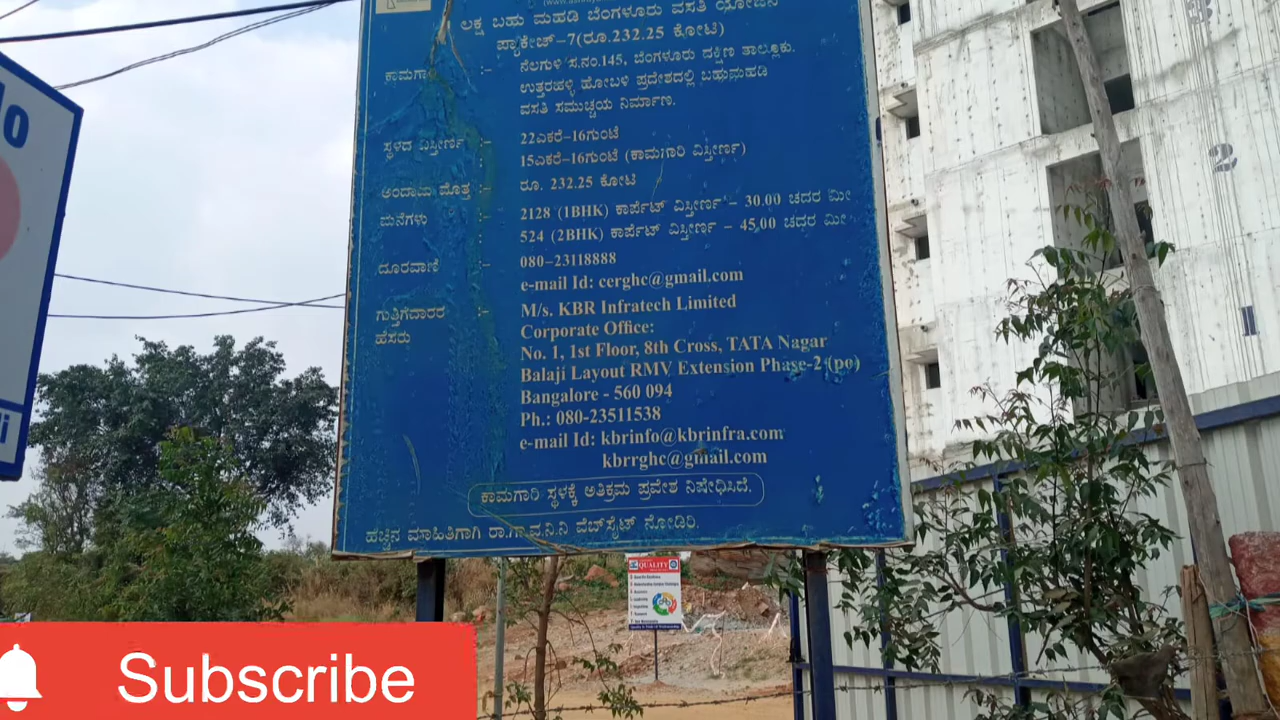 ಲಕ್ಷ ಬಹು ಮಹಡಿ ಬೆಂಗಳೂರು ವಸತಿ ಯೋಜನೆ
ಪ್ಯಾಕೇಜ್-7(ರೂ.232.25 ಕೋಟಿ)
ಕಾಮಗಾರಿ :- ನೆಲಗುಳಿ ಸ.ನಂ.145, ಬೆಂಗಳೂರು ದಕ್ಷಿಣ ತಾಲ್ಲೂಕು.
ಉತ್ತರಹಳ್ಳಿ ಹೋಬಳಿ ಪ್ರದೇಶದಲ್ಲಿ ಬಹುಮಹಡಿ
ವಸತಿ ಸಮುಚ್ಚಯ ನಿರ್ಮಾಣ.
ಸ್ಥಳದ ವಿಸ್ತೀರ್ಣ :- 22ಎಕರೆ-16ಗುಂಟೆ
15ಎಕರೆ-16ಗುಂಟೆ (ಕಾಮಗಾರಿ ವಿಸ್ತೀರ್ಣ)
ಅಂದಾಜು ಮೊತ್ತ :- ರೂ. 232.25 ಕೋಟಿ
ಮನೆಗಳು :- 2128 (1BHK) ಕಾರ್ಪೆಟ್ ವಿಸ್ತೀರ್ಣ - 30.00 ಚದರ ಮೀ
524 (2BHK) ಕಾರ್ಪೆಟ್ ವಿಸ್ತೀರ್ಣ - 45.00 ಚದರ ಮೀ
ದೂರವಾಣಿ :- 080-23118888
e-mail Id: cerghc@gmail.com
ಗುತ್ತಿಗೆದಾರರ :- M/s. KBR Infratech Limited
ಹೆಸರು Corporate Office:
No. 1, 1st Floor, 8th Cross, TATA Nagar
Balaji Layout RMV Extension Phase-2 (po)
Bangalore - 560 094
Ph.: 080-23511538
e-mail Id: kbrinfo@kbrinfra.com
kbrrghc@gmail.com
ಕಾಮಗಾರಿ ಸ್ಥಳಕ್ಕೆ ಅತಿಕ್ರಮ ಪ್ರವೇಶ ನಿಷೇಧಿಸಿದೆ.
ಹೆಚ್ಚಿನ ಮಾಹಿತಿಗಾಗಿ ರಾ.ಗಾ.ವ.ನಿ.ನಿ ವೆಬ್‌ಸೈಟ್ ನೋಡಿರಿ.
QUALITY
3
2
1
Subscribe